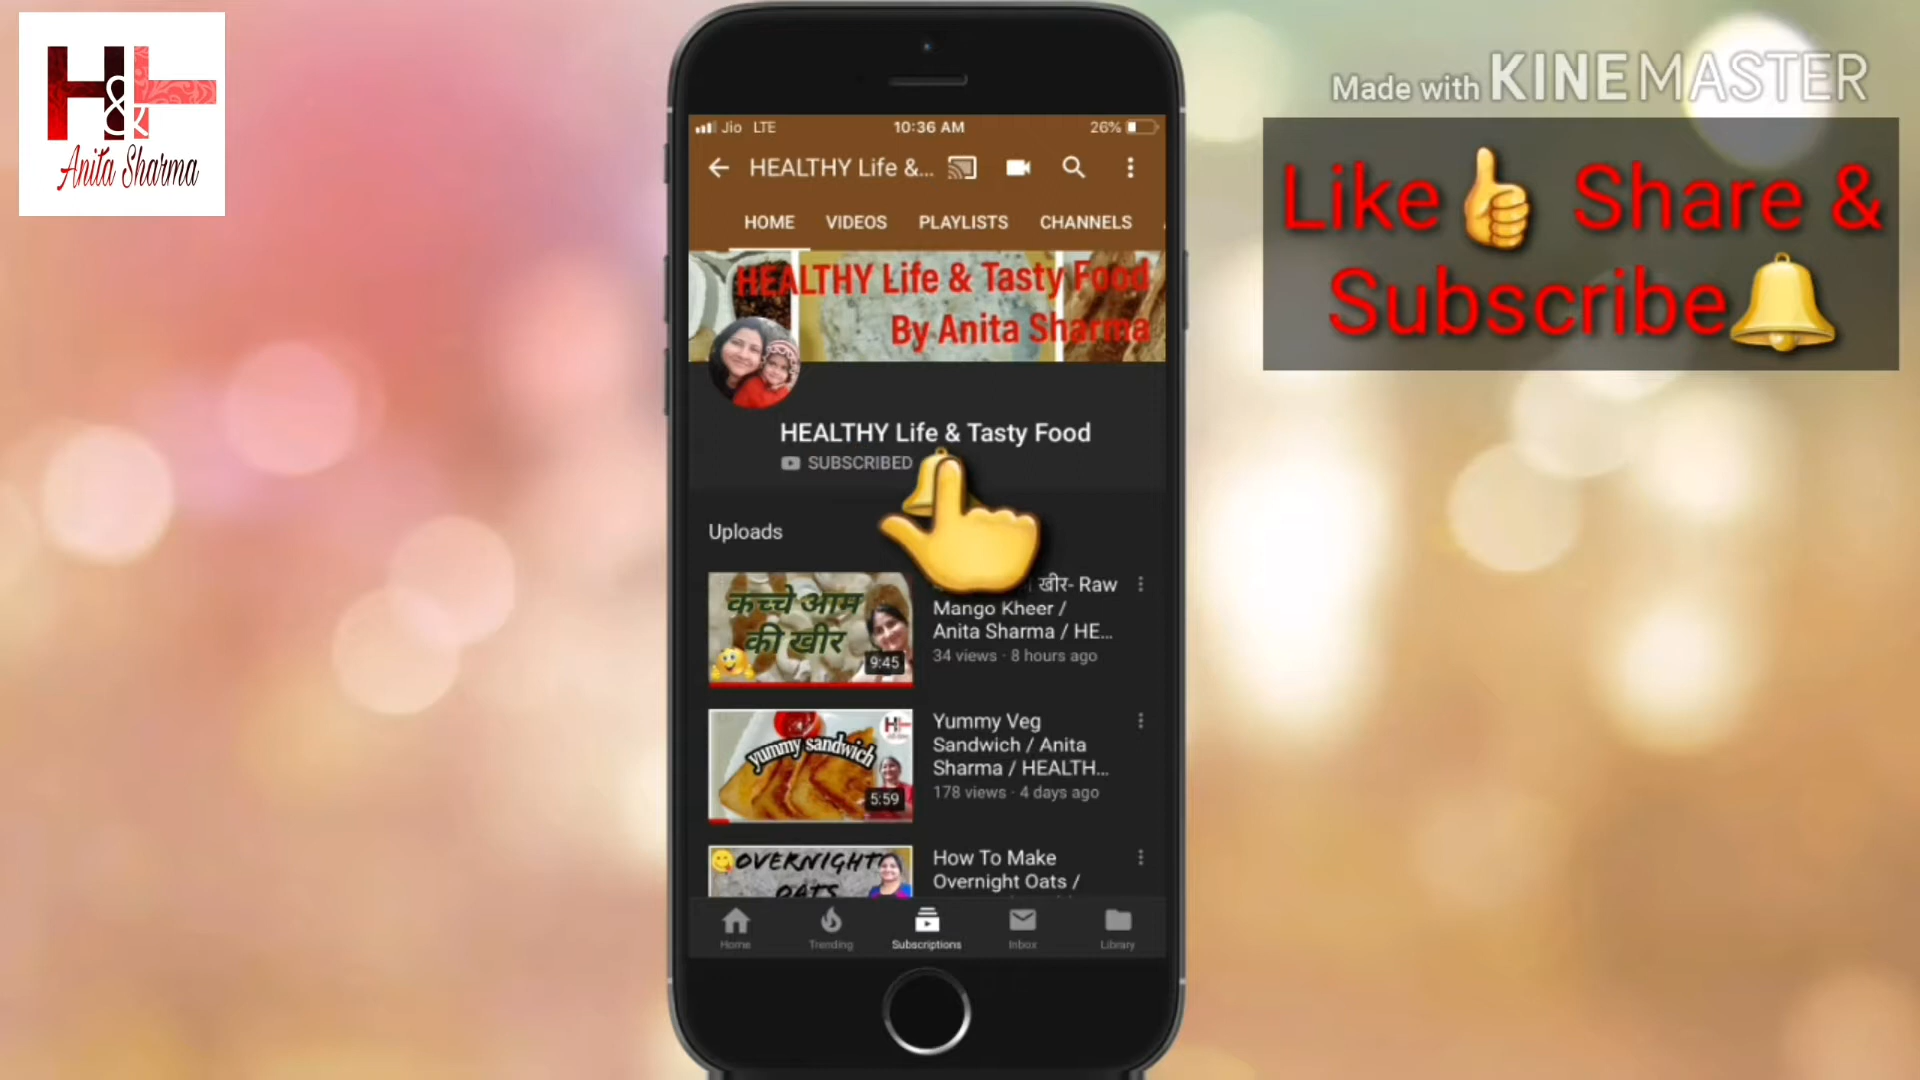 H&L
Anita Sharma
Made with KINEMASTER
Like 👍 Share &
Subscribe 🔔
Jio LTE
10:36 AM
26%
HEALTHY Life &...
HOME VIDEOS PLAYLISTS CHANNELS
HEALTHY Life & Tasty Food
By Anita Sharma
HEALTHY Life & Tasty Food
SUBSCRIBED
Uploads
कच्चे आम
की खीर
9:45
खीर- Raw
Mango Kheer /
Anita Sharma / HE...
34 views · 8 hours ago
yummy sandwich
5:59
Yummy Veg
Sandwich / Anita
Sharma / HEALTH...
178 views · 4 days ago
OVERNIGHT
OATS
How To Make
Overnight Oats /
Home Trending Subscriptions Inbox Library